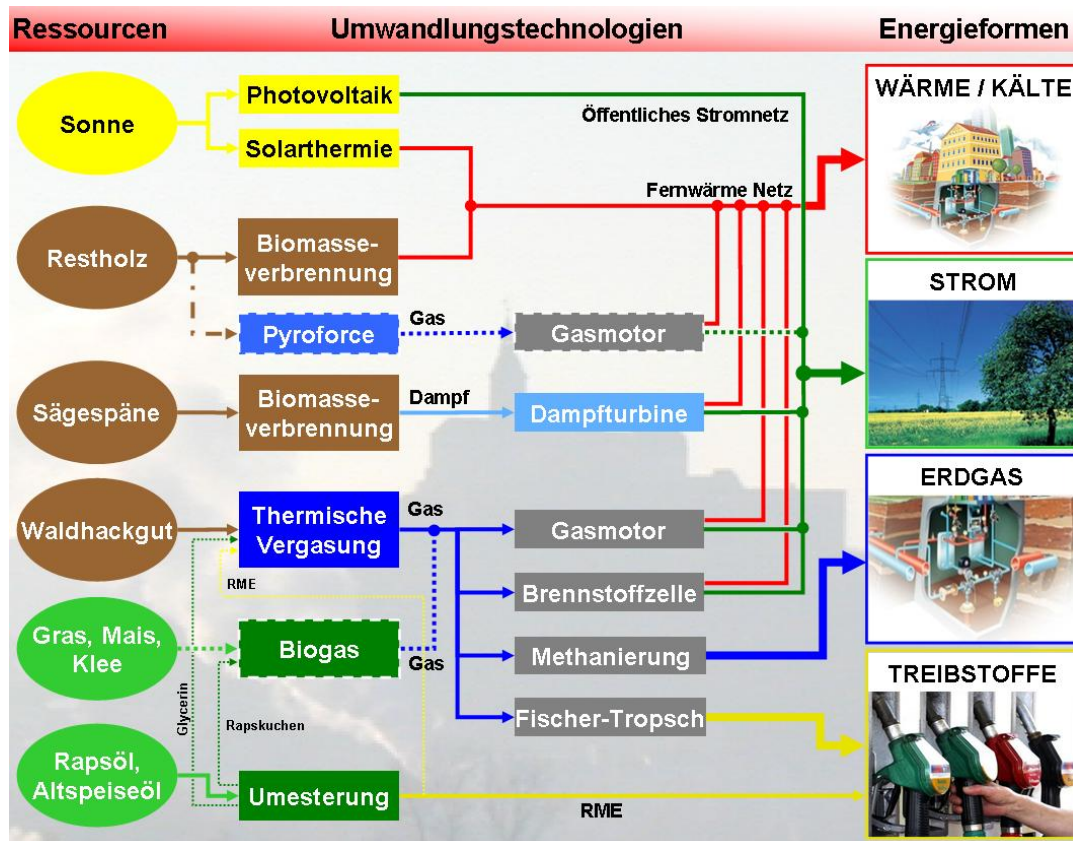 Ressourcen
Umwandlungstechnologien
Energieformen
Sonne
Photovoltaik
Solarthermie
Öffentliches Stromnetz
WÄRME / KÄLTE
Fernwärme Netz
Restholz
Biomasse-
verbrennung
Pyroforce
Gas
Gasmotor
STROM
Sägespäne
Biomasse-
verbrennung
Dampf
Dampfturbine
ERDGAS
Waldhackgut
Thermische
Vergasung
Gas
Gasmotor
RME
Brennstoffzelle
Gras, Mais,
Klee
Biogas
Gas
Methanierung
TREIBSTOFFE
Glycerin
Rapskuchen
Fischer-Tropsch
Rapsöl,
Altspeiseöl
Umesterung
RME